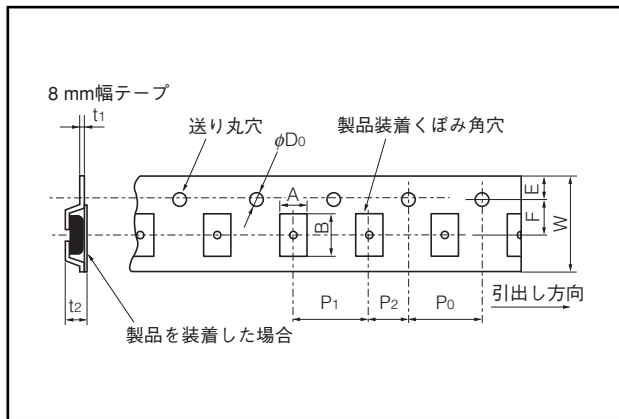 8 mm幅テープ
t1
送り丸穴
φD0
製品装着くぼみ角穴
A
B
E
F
W
t2
P1
P2
P0
引出し方向
製品を装着した場合